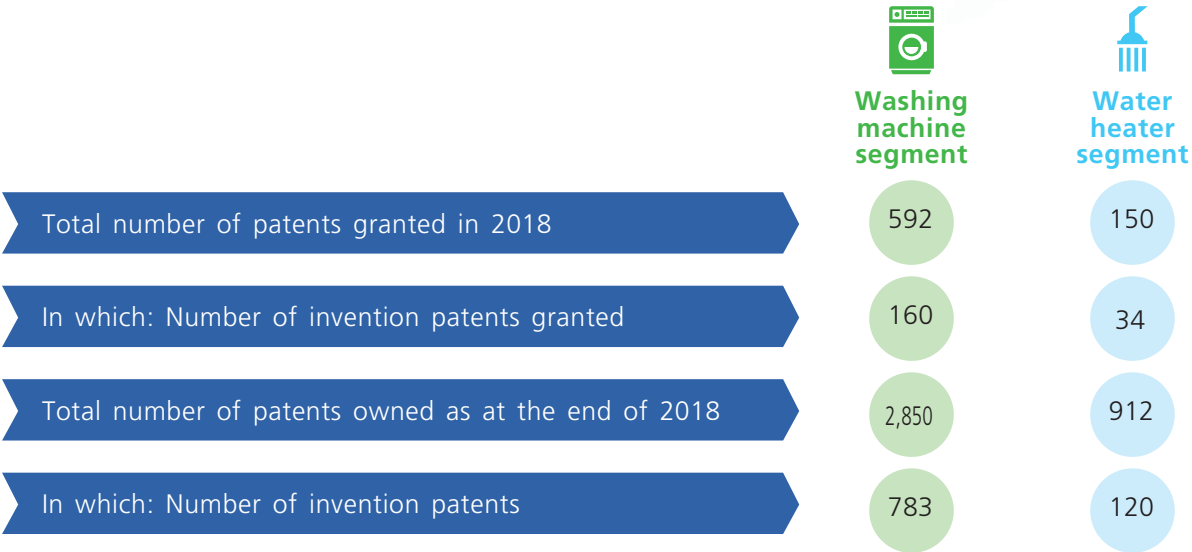 Washing
machine
segment
Water
heater
segment
Total number of patents granted in 2018
592
150
In which: Number of invention patents granted
160
34
Total number of patents owned as at the end of 2018
2,850
912
In which: Number of invention patents
783
120